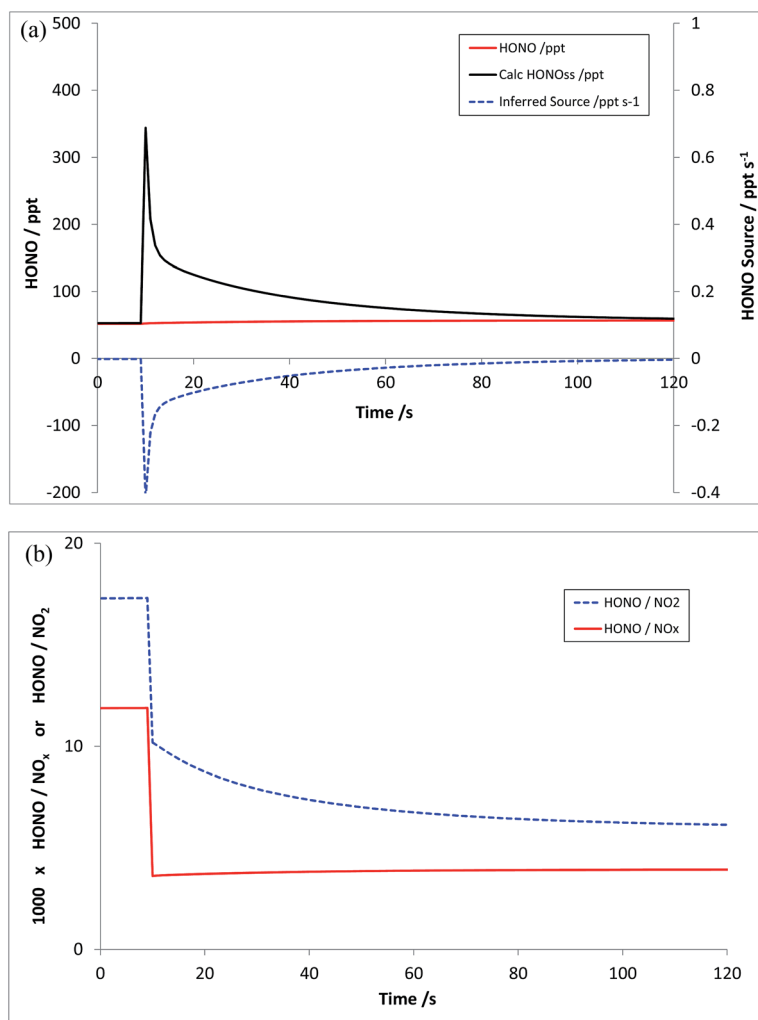 (a)
500
400
300
200
100
0
-100
-200
HONO / ppt
HONO /ppt
Calc HONOss /ppt
Inferred Source /ppt s-1
1
0.8
0.6
0.4
0.2
0
-0.2
-0.4
HONO Source / ppt s⁻¹
0 20 40 60 80 100 120
Time /s
(b)
20
10
0
1000 x HONO / NOₓ or HONO / NO₂
HONO / NO2
HONO / NOx
0 20 40 60 80 100 120
Time /s